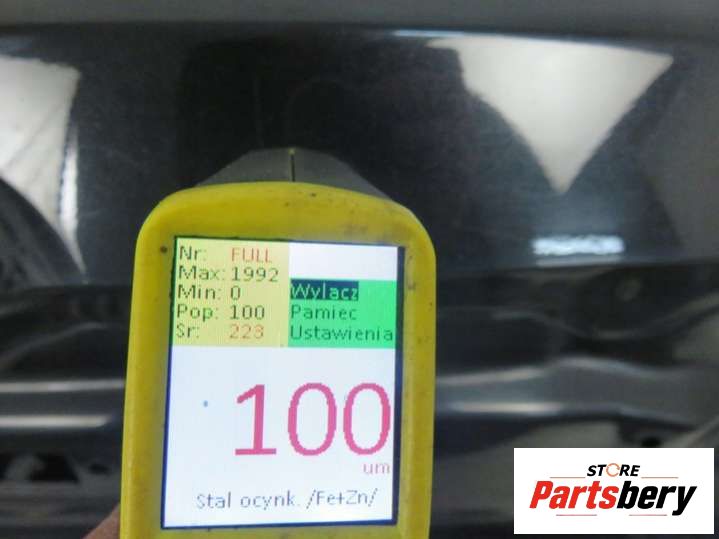 Nr: FULL
Max: 1992
Min: 0
Pop: 100
Sr: 223
Wylacz
Pamiec
Ustawienia
100
um
Stal ocynk. /Fe+Zn/
STORE
Partsbery